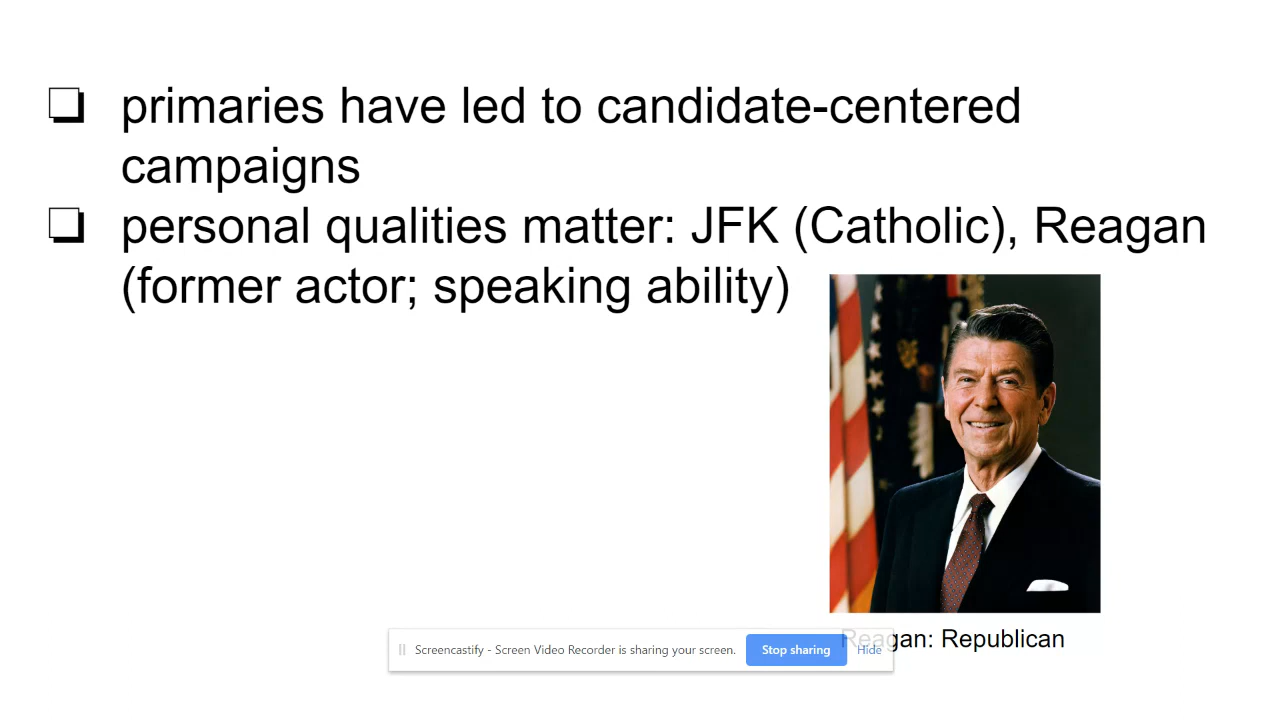 ❏ primaries have led to candidate-centered
campaigns
❏ personal qualities matter: JFK (Catholic), Reagan
(former actor; speaking ability)
Reagan: Republican
Screencastify - Screen Video Recorder is sharing your screen. Stop sharing Hide